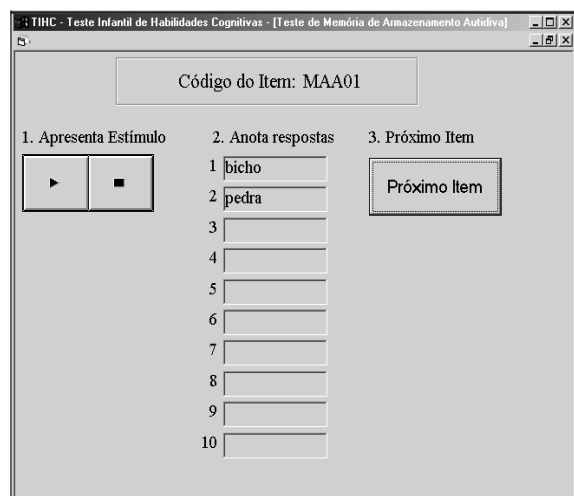 TIHC - Teste Infantil de Habilidades Cognitivas - [Teste de Memória de Armazenamento Autidiva]
Código do Item: MAA01
1. Apresenta Estímulo
2. Anota respostas
3. Próximo Item
1 bicho
2 pedra
3
4
5
6
7
8
9
10
Próximo Item